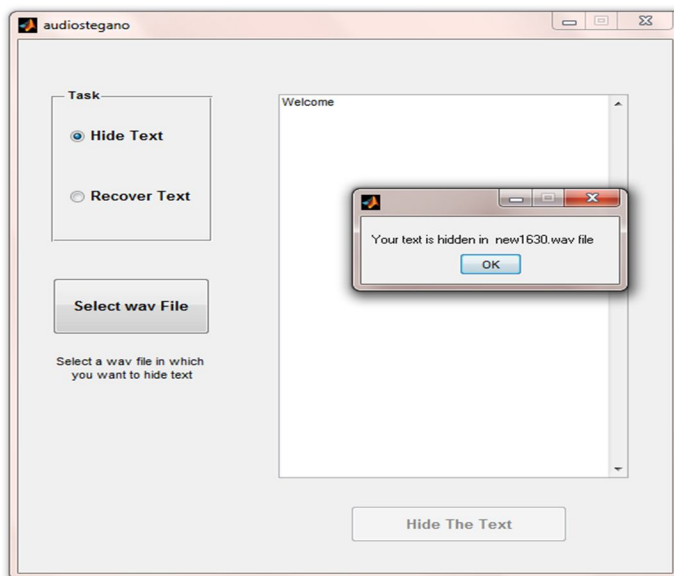 audiostegano
Task
Hide Text
Recover Text
Select wav File
Select a wav file in which
you want to hide text
Welcome
Your text is hidden in new1630.wav file
OK
Hide The Text